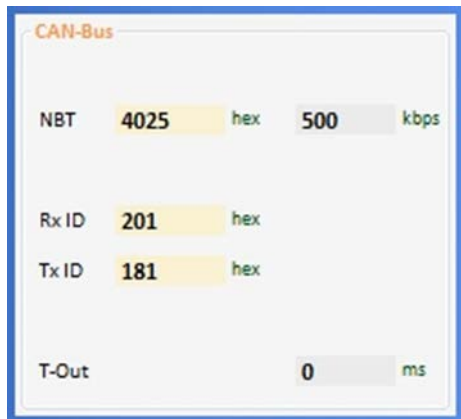 CAN-Bus
NBT 4025 hex 500 kbps
Rx ID 201 hex
Tx ID 181 hex
T-Out 0 ms